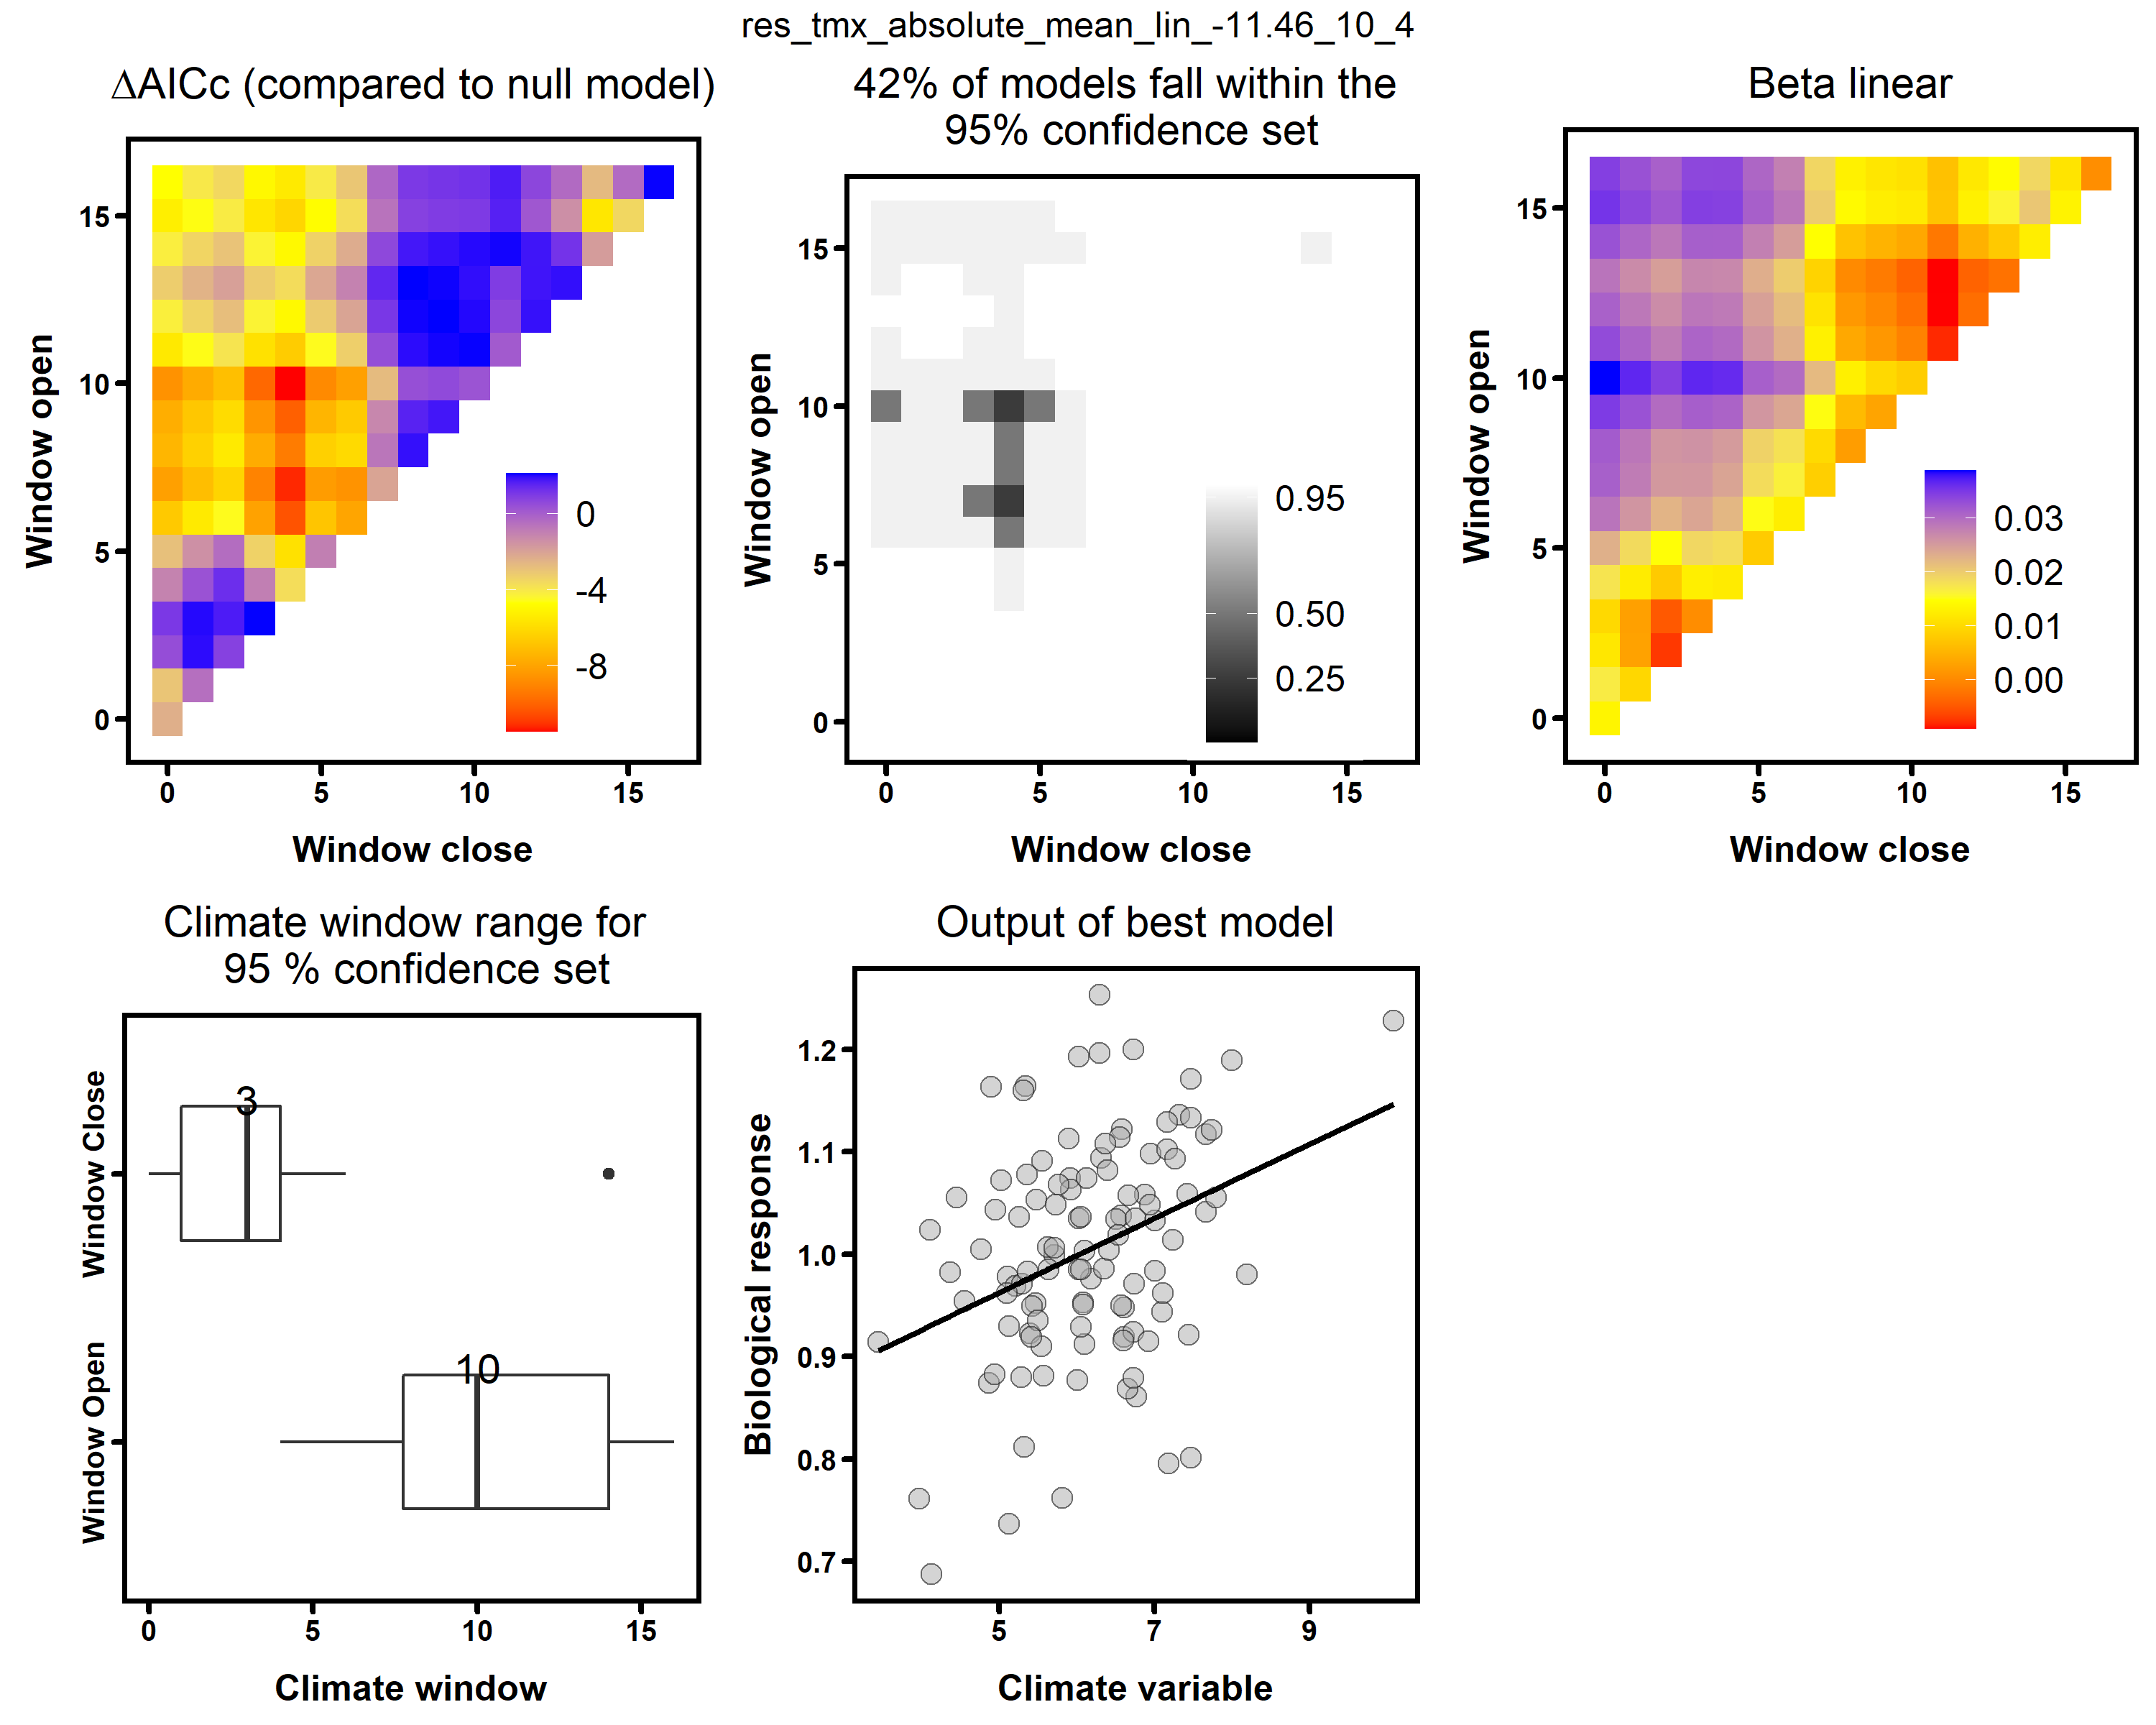 res_tmx_absolute_mean_lin_-11.46_10_4
ΔAICc (compared to null model)
15
10
5
0
0
5
10
15
Window open
Window close
0
-4
-8
42% of models fall within the
95% confidence set
15
10
5
0
0
5
10
15
Window open
Window close
0.95
0.50
0.25
Beta linear
15
10
5
0
0
5
10
15
Window open
Window close
0.03
0.02
0.01
0.00
Climate window range for
95 % confidence set
Window Close
Window Open
3
10
0
5
10
15
Climate window
Output of best model
1.2
1.1
1.0
0.9
0.8
0.7
Biological response
5
7
9
Climate variable